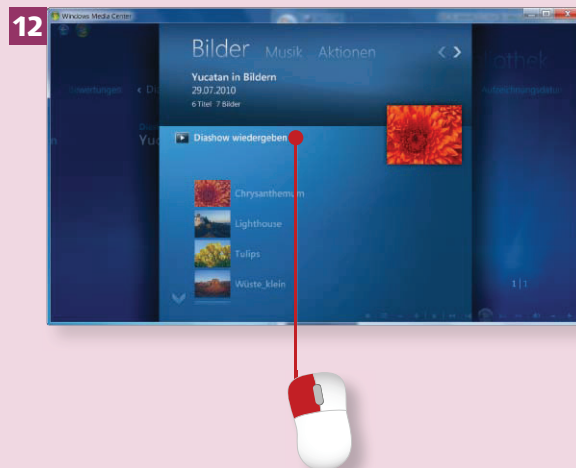 12
Windows Media Center
Bilder Musik Aktionen
Yucatan in Bildern
29.07.2010
6 Titel 7 Bilder
Diashow wiedergeben
Chrysanthemum
Lighthouse
Tulips
Wüste_klein
1|1